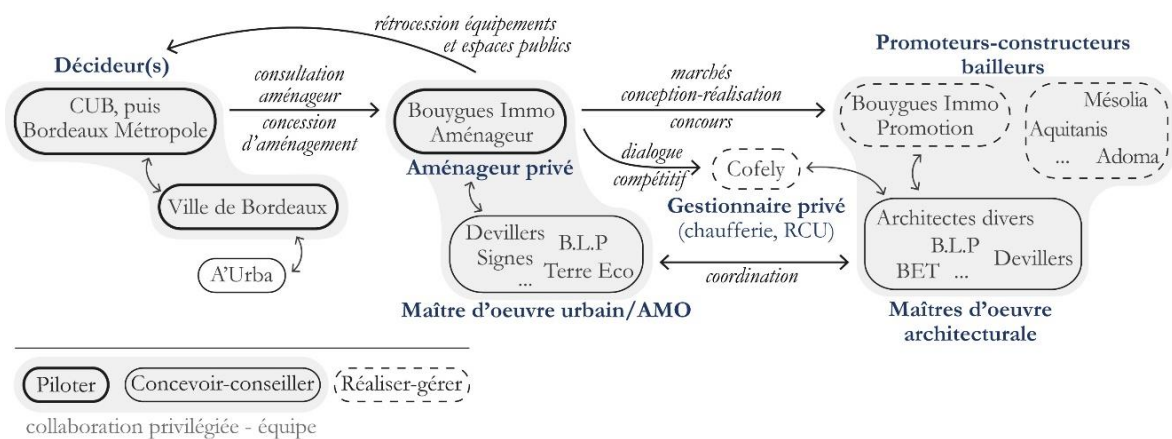 rétrocession équipements
et espaces publics
Décideur(s)
CUB, puis
Bordeaux Métropole
consultation
aménageur
concession
d'aménagement
Ville de Bordeaux
A'Urba
Bouygues Immo
Aménageur
Aménageur privé
Devillers
B.L.P
Signes
Terre Eco
...
Maître d'oeuvre urbain/AMO
marchés
conception-réalisation
concours
dialogue
compétitif
Cofely
Gestionnaire privé
(chaufferie, RCU)
coordination
Promoteurs-constructeurs
bailleurs
Bouygues Immo
Promotion
Mésolia
Aquitanis
...
Adoma
Architectes divers
B.L.P
Devillers
BET
...
Maîtres d'oeuvre
architecturale
Piloter
Concevoir-conseiller
Réaliser-gérer
collaboration privilégiée - équipe